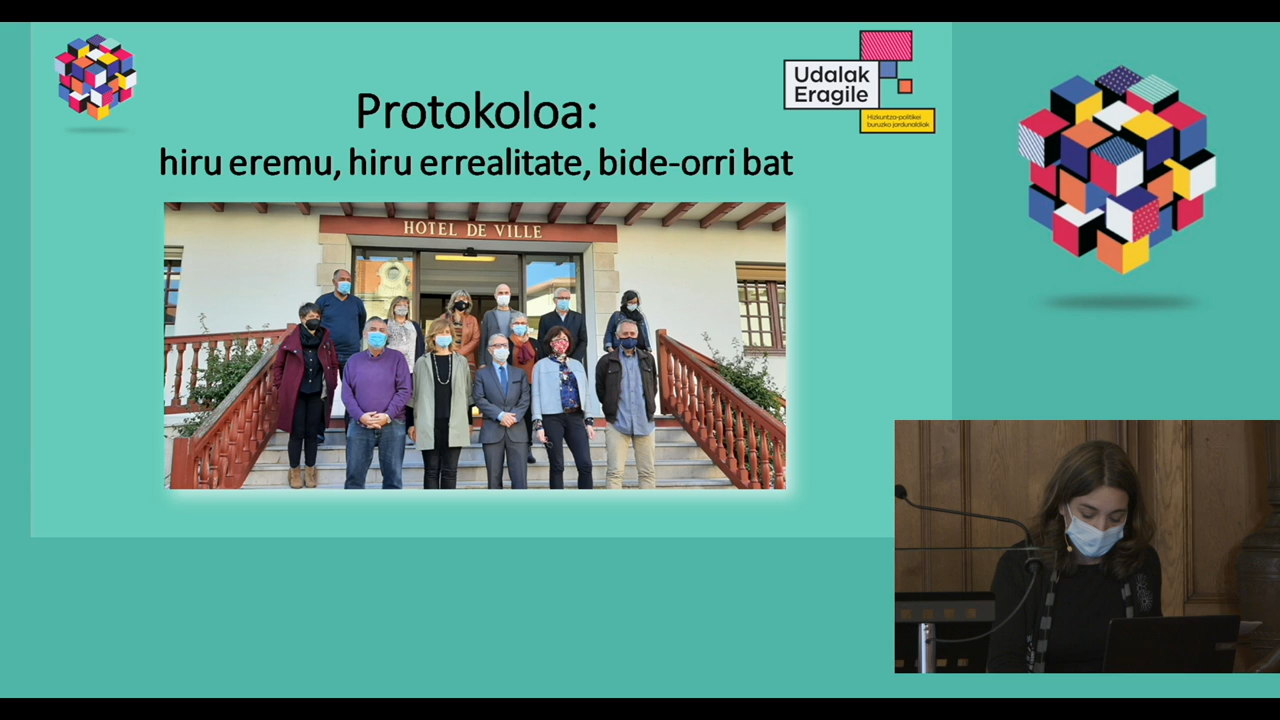 Protokoloa:
hiru eremu, hiru errealitate, bide-orri bat
Udalak
Eragile
Hizkuntza-politikei
buruzko jardunaldiak
HOTEL DE VILLE